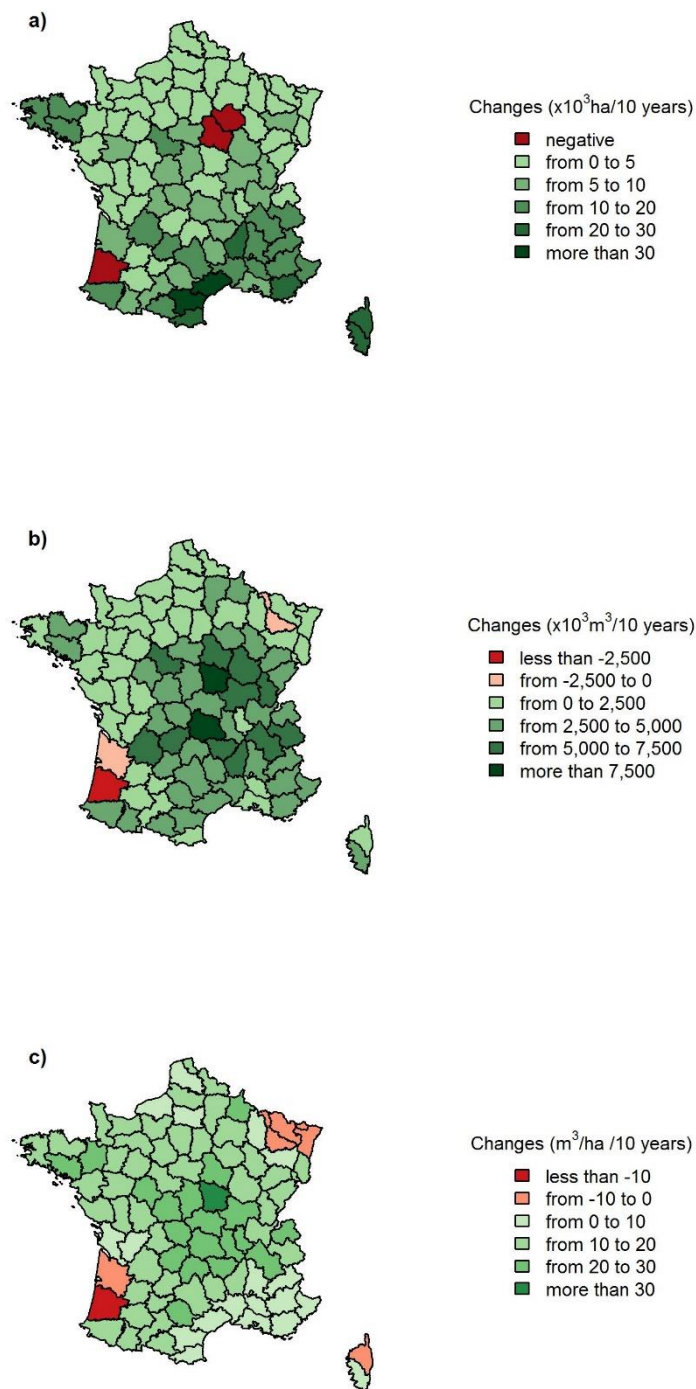 a)
Changes (x10³ha/10 years)
negative
from 0 to 5
from 5 to 10
from 10 to 20
from 20 to 30
more than 30
b)
Changes (x10³m³/10 years)
less than -2,500
from -2,500 to 0
from 0 to 2,500
from 2,500 to 5,000
from 5,000 to 7,500
more than 7,500
c)
Changes (m³/ha /10 years)
less than -10
from -10 to 0
from 0 to 10
from 10 to 20
from 20 to 30
more than 30